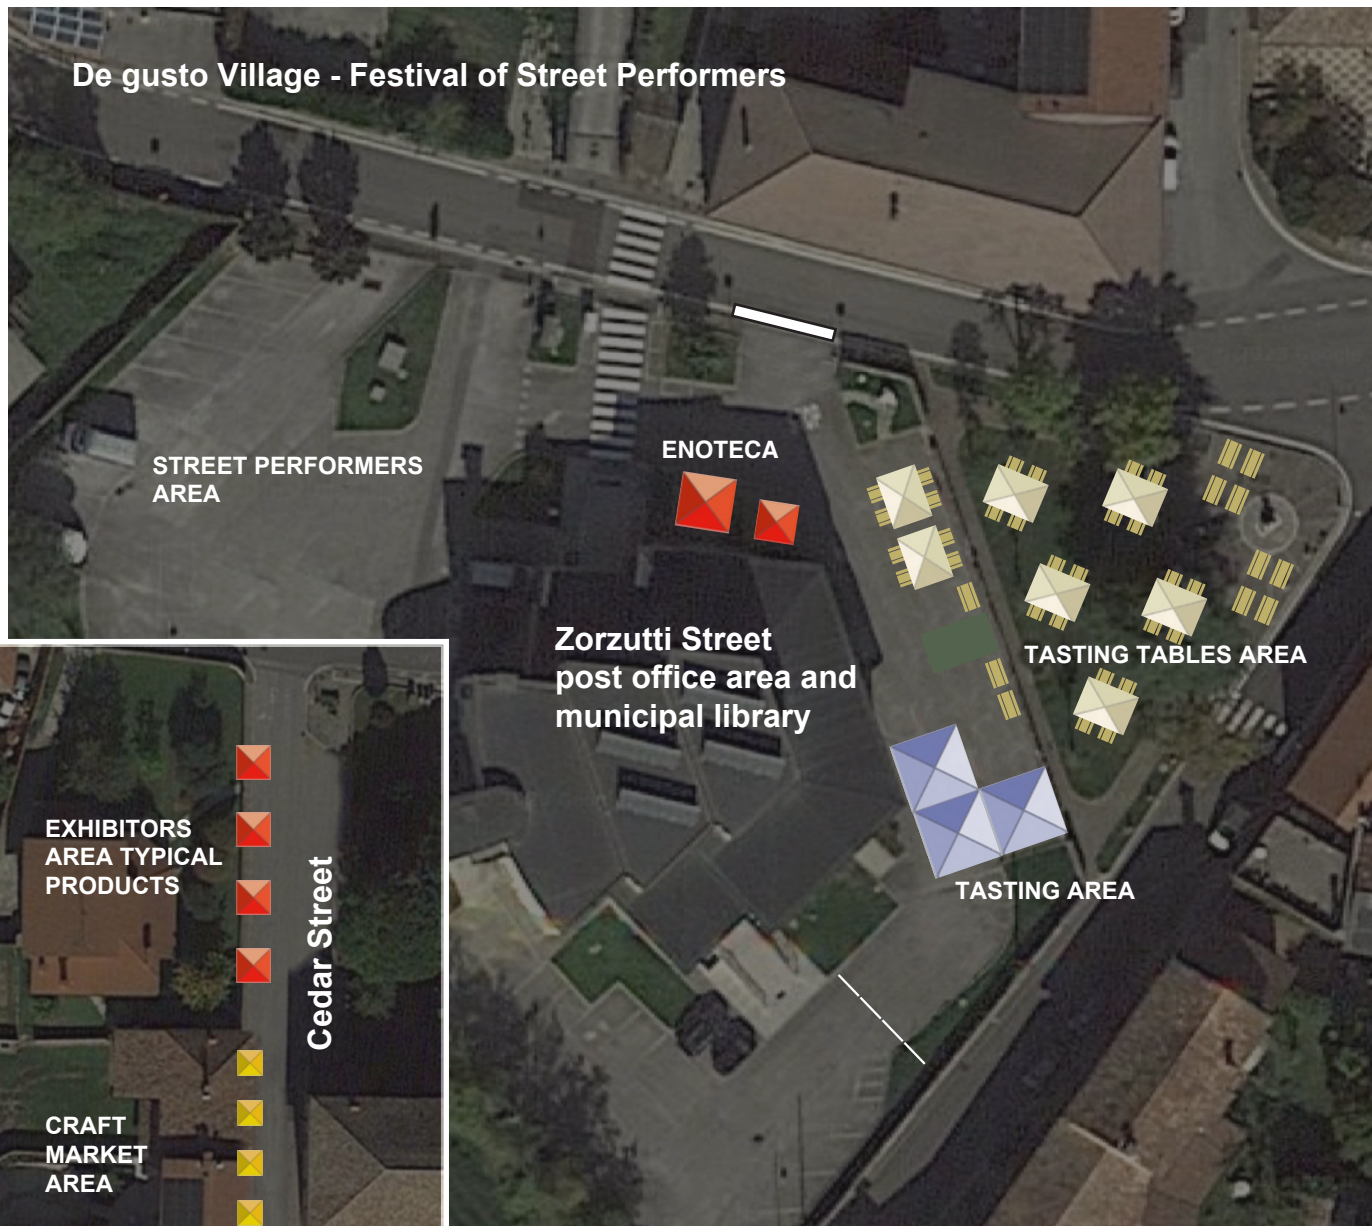 De gusto Village - Festival of Street Performers
STREET PERFORMERS
AREA
ENOTECA
Zorzutti Street
post office area and
municipal library
TASTING TABLES AREA
TASTING AREA
EXHIBITORS
AREA TYPICAL
PRODUCTS
Cedar Street
CRAFT
MARKET
AREA